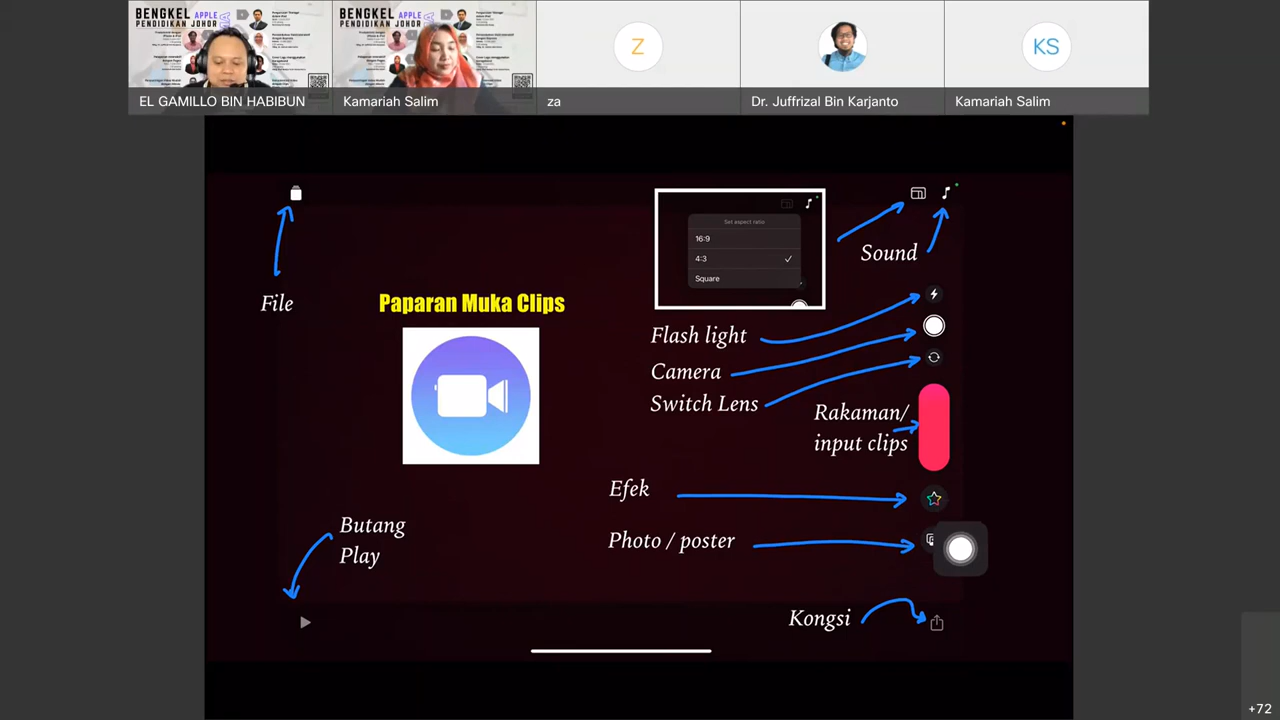 BENGKEL APPLE
PENDIDIKAN JOHOR
BENGKEL APPLE
PENDIDIKAN JOHOR
Z
KS
EL GAMILLO BIN HABIBUN
Kamariah Salim
za
Dr. Juffrizal Bin Karjanto
Kamariah Salim
Set aspect ratio
16:9
4:3
Square
Sound
File
Paparan Muka Clips
Flash light
Camera
Switch Lens
Rakaman/
input clips
Efek
Butang
Play
Photo / poster
Kongsi
+72